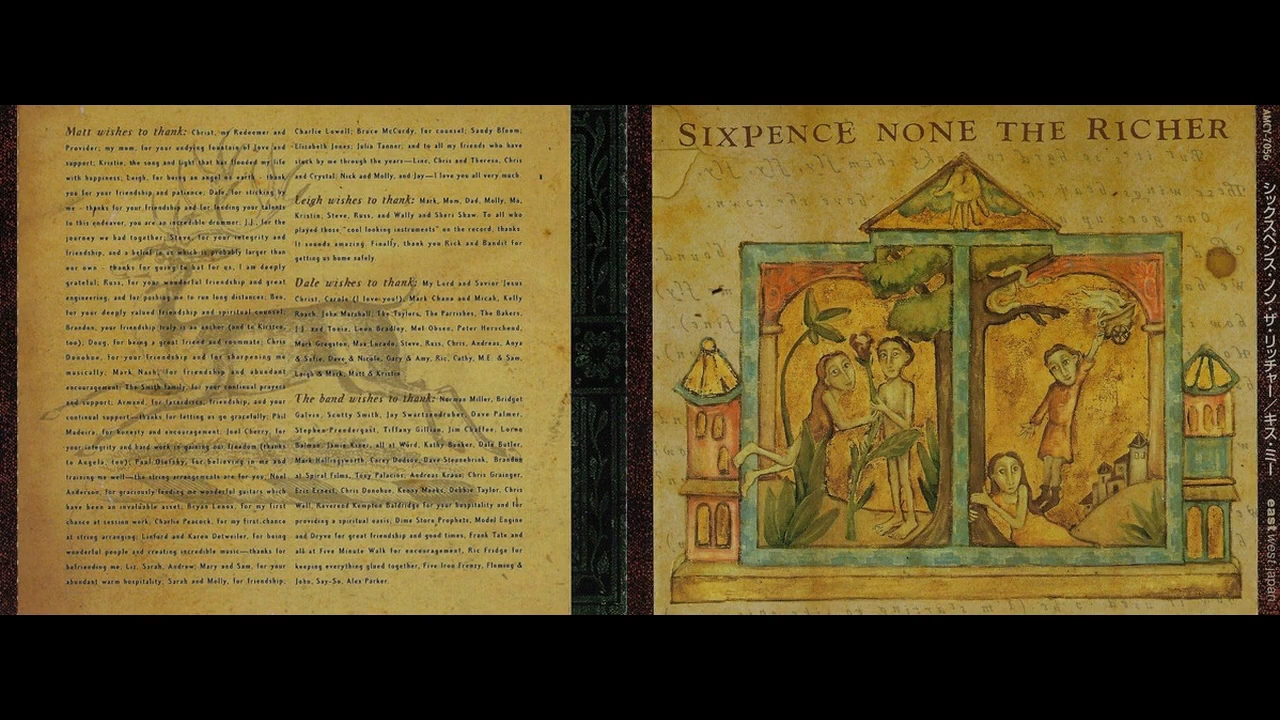 Matt wishes to thank: Christ, my Redeemer and
Provider; my mom, for your undying fountain of love and
support; Kristin, the song and light that has flooded my life
with happiness; Leigh, for being an angel on earth - thank
you for your friendship and patience; Dale, for sticking by
me - thanks for your friendship and for lending your talents
to this endeavor, you are an incredible drummer; J.J., for the
journey we had together; Steve, for your integrity and
friendship, and a belief in us which is probably larger than
our own - thanks for going to bat for us, I am deeply
grateful; Russ, for your wonderful friendship and great
engineering, and for pushing me to run long distances; Ben,
for your deeply valued friendship and spiritual counsel;
Brandon, your friendship truly is an anchor (and to Kirsten,
too); Doug, for being a great friend and roommate; Chris
Donohue, for your friendship and for sharpening me
musically; Mark Nash, for friendship and abundant
encouragement; The Smith family, for your continual prayers
and support; Armand, for friendship, and your
continual support—thanks for letting us go gracefully; Phil
Madeira, for honesty and encouragement; Joel Cherry, for
your integrity and hard work in gaining our freedom (thanks
to Angela, too); Paul for believing in me and
training me well—the string arrangements are for you; Noel
Anderson, for graciously lending me wonderful guitars which
have been an invaluable asset; Bryan Lenox, for my first
chance at session work; Charlie Peacock, for my first chance
at string arranging; Linford and Karen Detweiler, for being
wonderful people and creating incredible music—thanks for
befriending me; Liz, Sarah, Andrew, Mary and Sam, for your
abundant warm hospitality; Sarah and Molly, for friendship;
Charlie Lowell; Bruce McCurdy, for counsel; Sandy Bloem;
Elizabeth Jones; Julia Tanner; and to all my friends who have
stuck by me through the years—Linc, Chris and Theresa, Chris
and Crystal, Nick and Molly, and Jay—I love you all very much.
Leigh wishes to thank: Mark, Mom, Dad, Molly, Ma,
Kristin, Steve, Russ, and Wally and Sheri Shaw. To all who
played those "cool looking instruments" on the record, thanks.
It sounds amazing. Finally, thank you Rick and Bandit for
getting us home safely.
Dale wishes to thank: My Lord and Savior Jesus
Christ, Carole (I love you!), Mark Chana and Micah, Kelly
Roach, John Marshall, The Taylors, The Parrishes, The Bakers,
J.J. and Tonia, Leon Bradley, Mel Obsen, Peter Herschend,
Mark Gregston, Max Lucado, Steve, Russ, Chris, Andreas, Anya
& Sofie, Dave & Nicole, Gary & Amy, Ric, Cathy, M.E. & Sam,
Leigh & Mark, Matt & Kristin.
The band wishes to thank: Norman Miller, Bridget
Galvin, Scotty Smith, Jay Swartzendruber, Dave Palmer,
Stephen Prendergast, Tiffany Gillian, Jim Chaffee, Loren
Balman, Jamie Kiner, all at Word, Kathy Bunker, Dale Butler,
Mark Hollingsworth, Corey Dodson, Dave Steunebrink, Brandon
at Spiral Films, Tony Palacios, Andreas Kraus, Chris Grainger,
Eric Ernest, Chris Donohue, Kenny Meeks, Debbie Taylor, Chris
Wall, Reverend Kempton Baldridge for your hospitality and for
providing a spiritual oasis, Dime Store Prophets, Model Engine
and Dryve for great friendship and good times, Frank Tate and
all at Five Minute Walk for encouragement, Ric Fridge for
keeping everything glued together, Five Iron Frenzy, Fleming &
John, Say-So, Alex Parker.
SIXPENCE NONE THE RICHER
AMCY-7056 シックスペンス・ノン・ザ・リッチャー/キス・ミー eastwest japan